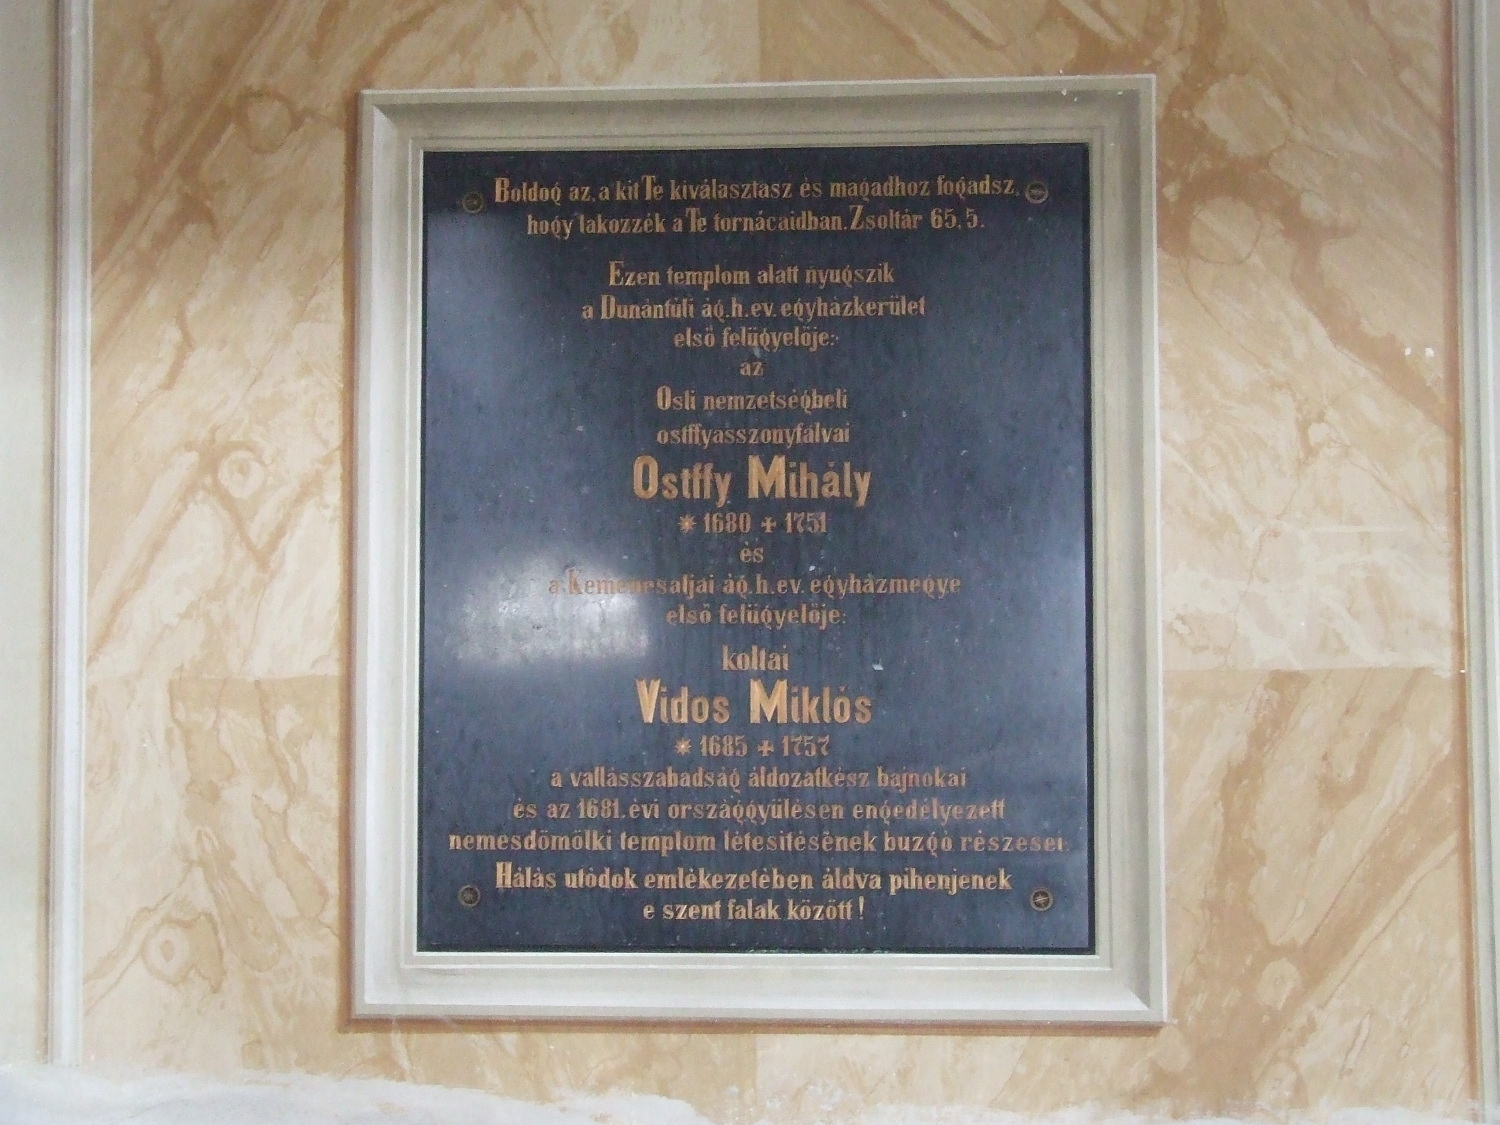 Boldog az, a kit Te kiválasztasz és magadhoz fogadsz,
hogy lakozzék a Te tornácaidban. Zsoltár 65, 5.
Ezen templom alatt nyugszik
a Dunántúli ág. h. ev. egyházkerület
első felügyelője:
az
Osli nemzetségbeli
ostffyasszonyfalvai
Ostffy Mihály
* 1680 + 1751
és
a Kemenesaljai ág. h. ev. egyházmegye
első felügyelője:
koltai
Vidos Miklós
* 1685 + 1757
a vallásszabadság áldozatkész bajnokai
és az 1681. évi országgyülésen engedélyezett
nemesdömölki templom létesitésének buzgó részesei.
Hálás utódok emlékezetében áldva pihenjenek
e szent falak között!